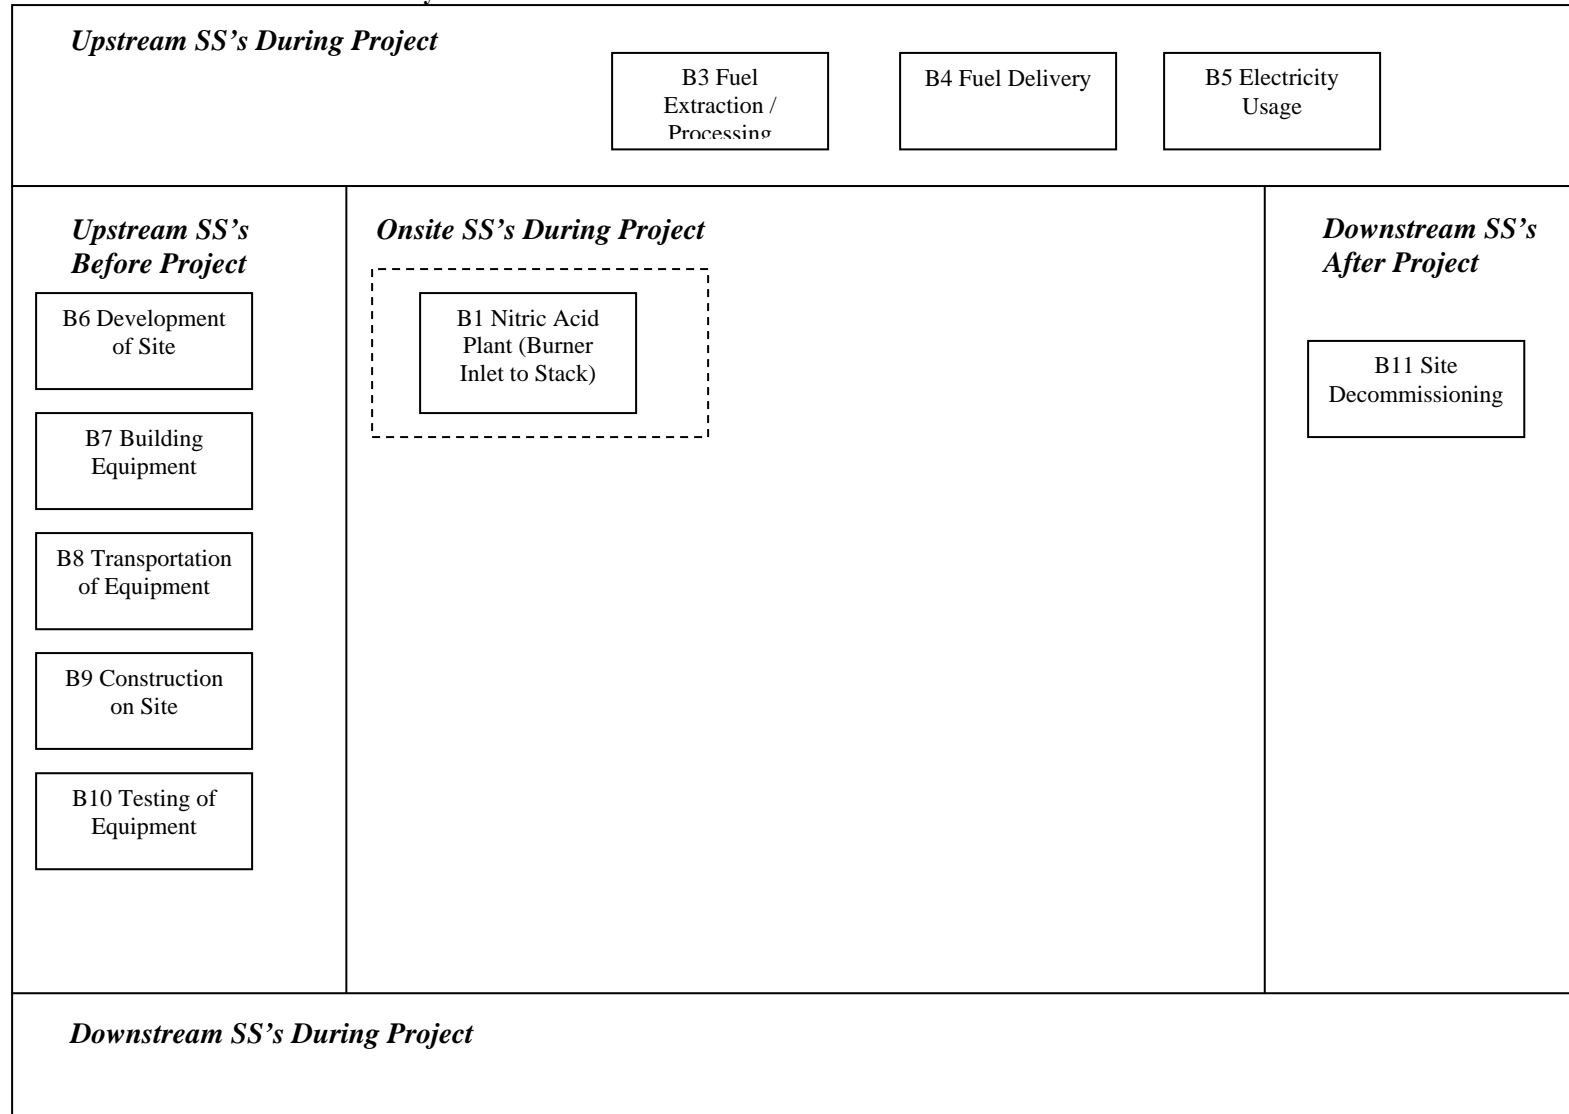 Upstream SS’s During Project
B3 Fuel
Extraction /
Processing
B4 Fuel Delivery
B5 Electricity
Usage
Upstream SS’s
Before Project
B6 Development
of Site
B7 Building
Equipment
B8 Transportation
of Equipment
B9 Construction
on Site
B10 Testing of
Equipment
Onsite SS’s During Project
B1 Nitric Acid
Plant (Burner
Inlet to Stack)
Downstream SS’s
After Project
B11 Site
Decommissioning
Downstream SS’s During Project